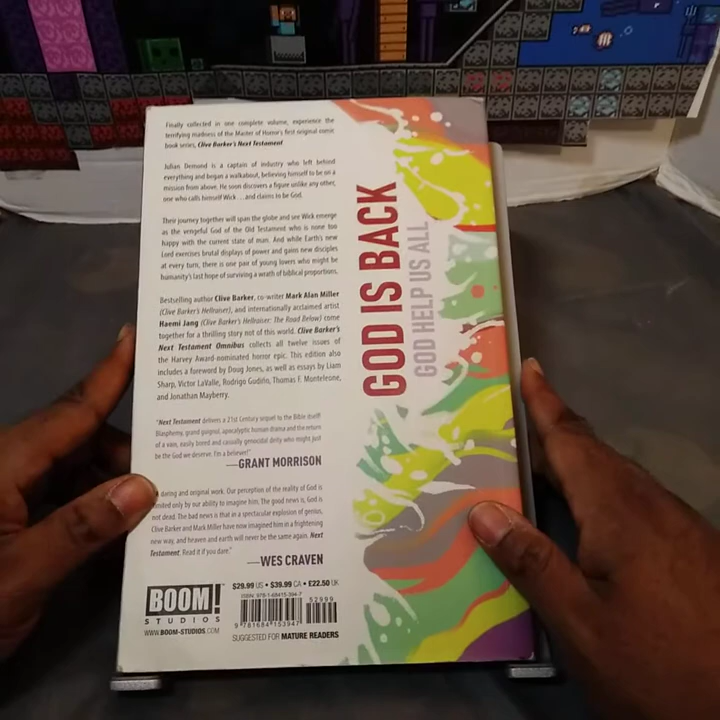 Finally collected in one complete volume, experience the
terrifying madness of the Master of Horror's first original comic
book series, Clive Barker's Next Testament
Julian Demond is a captain of industry who left behind
everything and began a walkabout, believing himself to be on a
mission from above. He soon discovers a figure unlike any other,
one who calls himself Wick . . . and claims to be God.
Their journey together will span the globe and see Wick emerge
as the vengeful God of the Old Testament who is none too
happy with the current state of man. And while Earth's new
Lord exercises brutal displays of power and gains new disciples
at every turn, there is one pair of young lovers who might be
humanity's last hope of surviving a wrath of biblical proportions.
Bestselling author Clive Barker, co-writer Mark Alan Miller
(Clive Barker's Hellraiser), and internationally acclaimed artist
Haemi Jang (Clive Barker's Hellraiser: The Road Below) come
together for a thrilling story not of this world. Clive Barker's
Next Testament Omnibus collects all twelve issues of
the Harvey Award-nominated horror epic. This edition also
includes a foreword by Doug Jones, as well as essays by Liam
Sharp, Victor LaValle, Rodrigo Gudiño, Thomas F. Monteleone,
and Jonathan Mayberry.
"Next Testament delivers a 21st Century sequel to the Bible itself!
Blasphemy, grand guignol, apocalyptic human drama and the return
of a vain, easily bored and casually genocidal deity who might just
be the God we deserve. I'm a believer!"
—GRANT MORRISON
daring and original work. Our perception of the reality of God is
limited only by our ability to imagine him. The good news is, God is
not dead. The bad news is that in a spectacular explosion of genius,
Clive Barker and Mark Miller have now imagined him in a frightening
new way, and heaven and earth will never be the same again. Next
Testament. Read it if you dare."
—WES CRAVEN
GOD IS BACK
GOD HELP US ALL
BOOM!
STUDIOS
WWW.BOOM-STUDIOS.COM
$29.99 US • $39.99 CA • £22.50 UK
ISBN: 978-1-68415-394-7
52999
9 781684 153947
SUGGESTED FOR MATURE READERS